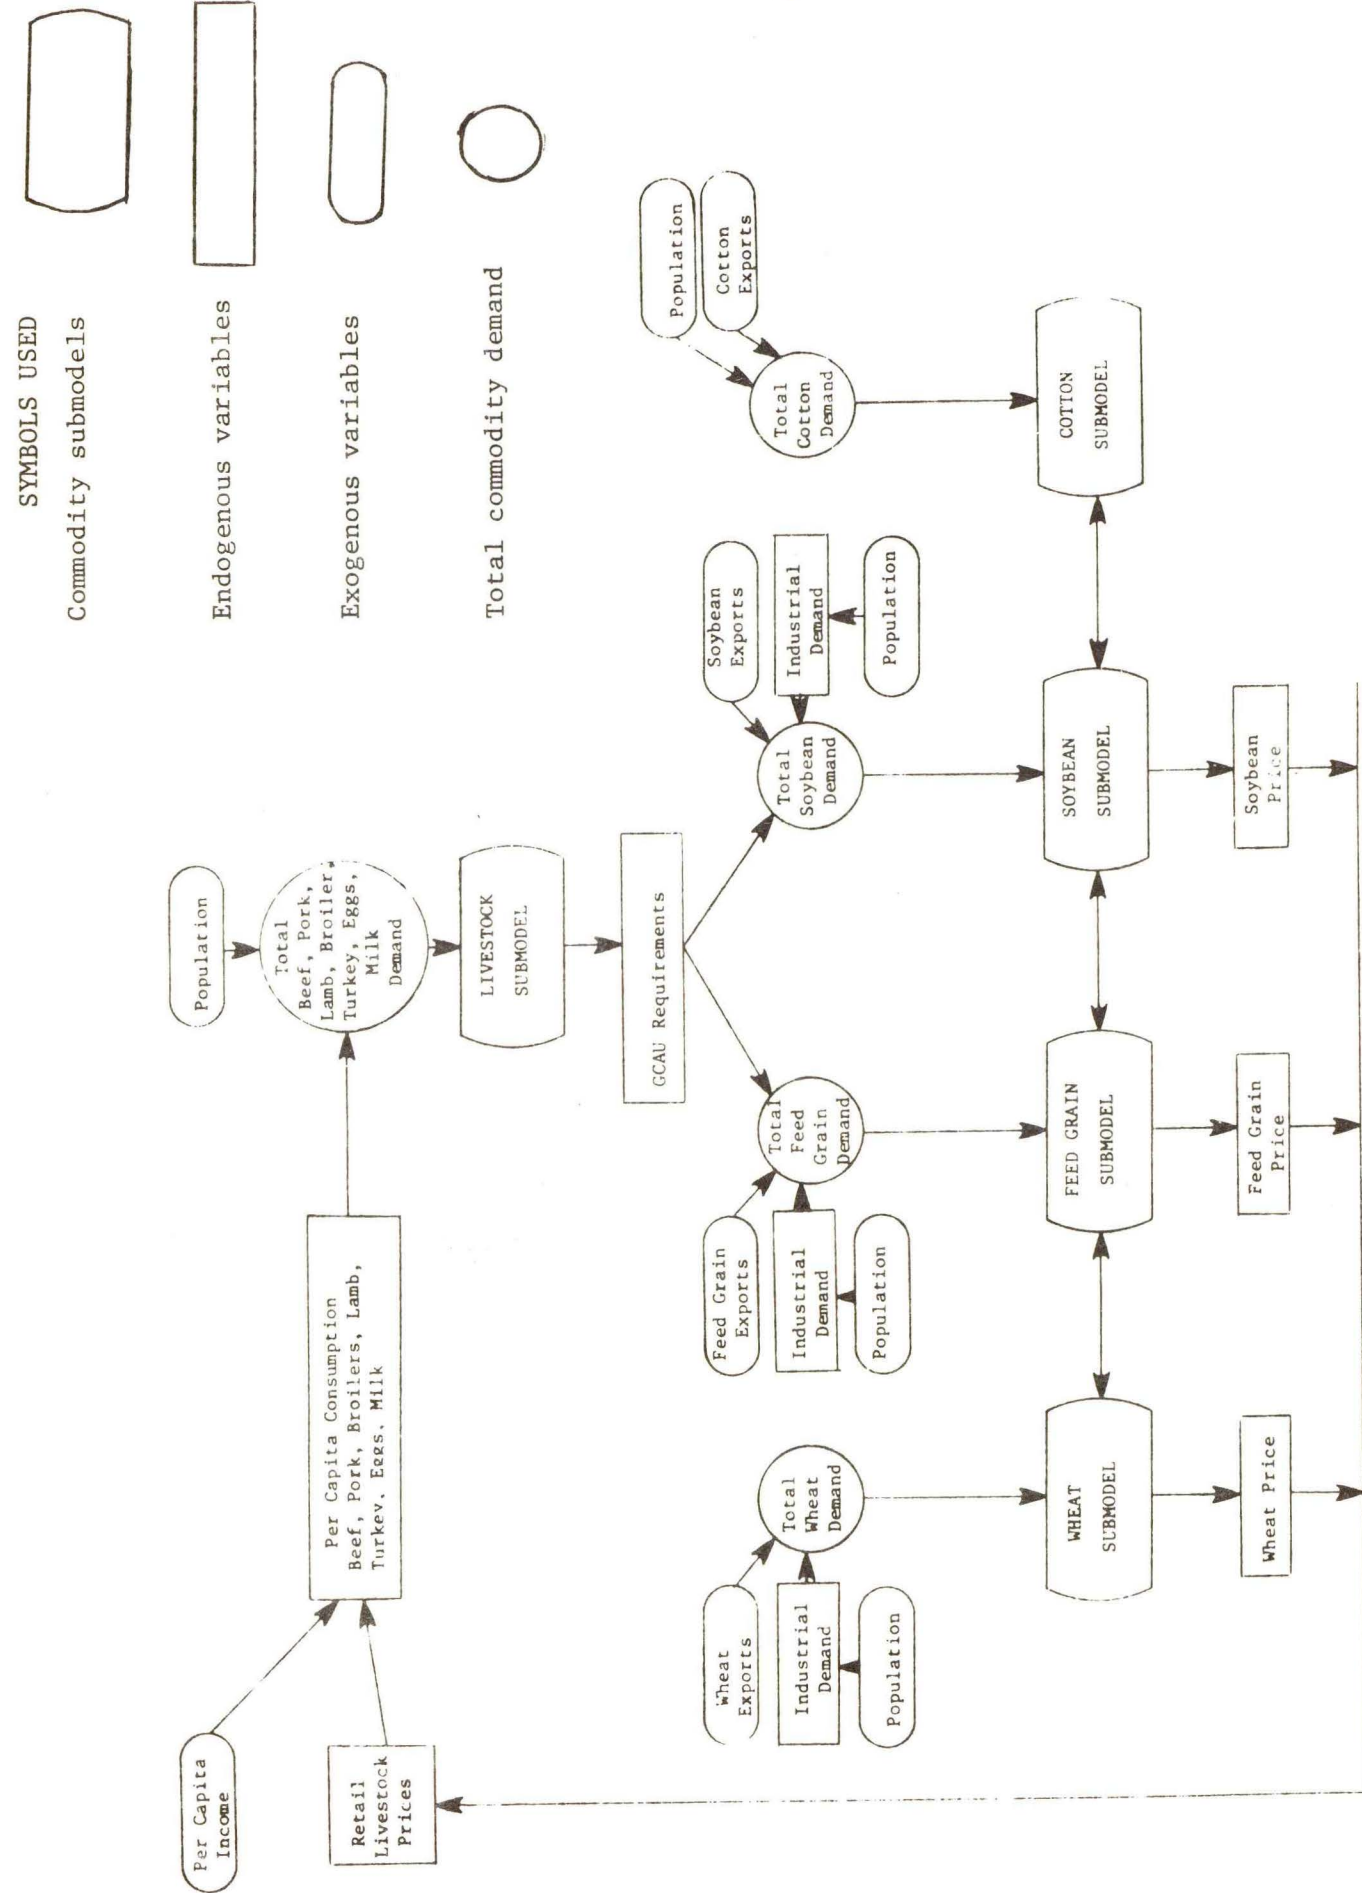 SYMBOLS USED
Commodity submodels
Endogenous variables
Exogenous variables
Total commodity demand
Population
Per Capita
Income
Per Capita Consumption
Beef, Pork, Broilers, Lamb,
Turkey, Eggs, Milk
Total
Beef, Pork,
Lamb, Broiler,
Turkey, Eggs,
Milk
Demand
Retail
Livestock
Prices
LIVESTOCK
SUBMODEL
GCAU Requirements
Wheat
Exports
Industrial
Demand
Population
Total
Wheat
Demand
Feed Grain
Exports
Industrial
Demand
Population
Total
Feed
Grain
Demand
Total
Soybean
Demand
Soybean
Exports
Industrial
Demand
Population
Total
Cotton
Demand
Population
Cotton
Exports
WHEAT
SUBMODEL
FEED GRAIN
SUBMODEL
SOYBEAN
SUBMODEL
COTTON
SUBMODEL
Wheat Price
Feed Grain
Price
Soybean
Price